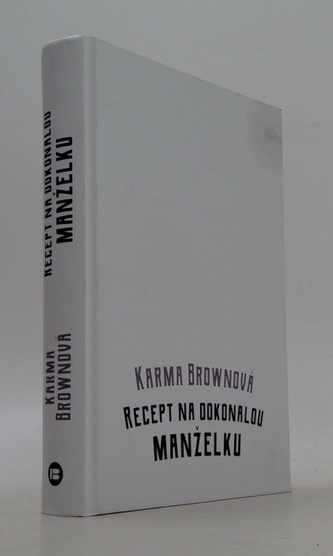 RECEPT NA DOKONALOU
MANŽELKU
KARMA
BROWNOVÁ
B
KARMA BROWNOVÁ
RECEPT NA DOKONALOU
MANŽELKU